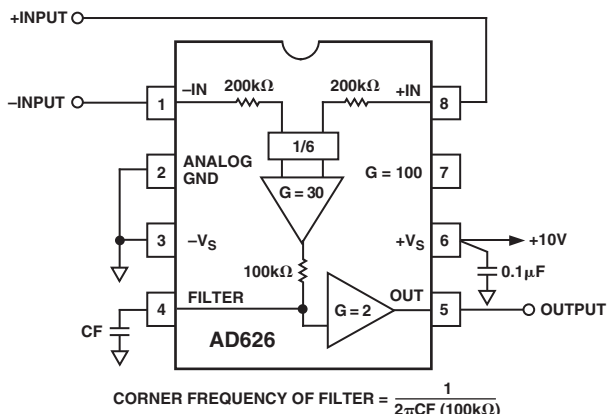 +INPUT
–INPUT
–IN
200kΩ
200kΩ
+IN
1
8
1/6
2
ANALOG
GND
G = 30
G = 100
7
3
–VS
+VS
6
+10V
100kΩ
0.1µF
4
FILTER
OUT
5
OUTPUT
G = 2
CF
AD626
CORNER FREQUENCY OF FILTER = 1
2πCF (100kΩ)